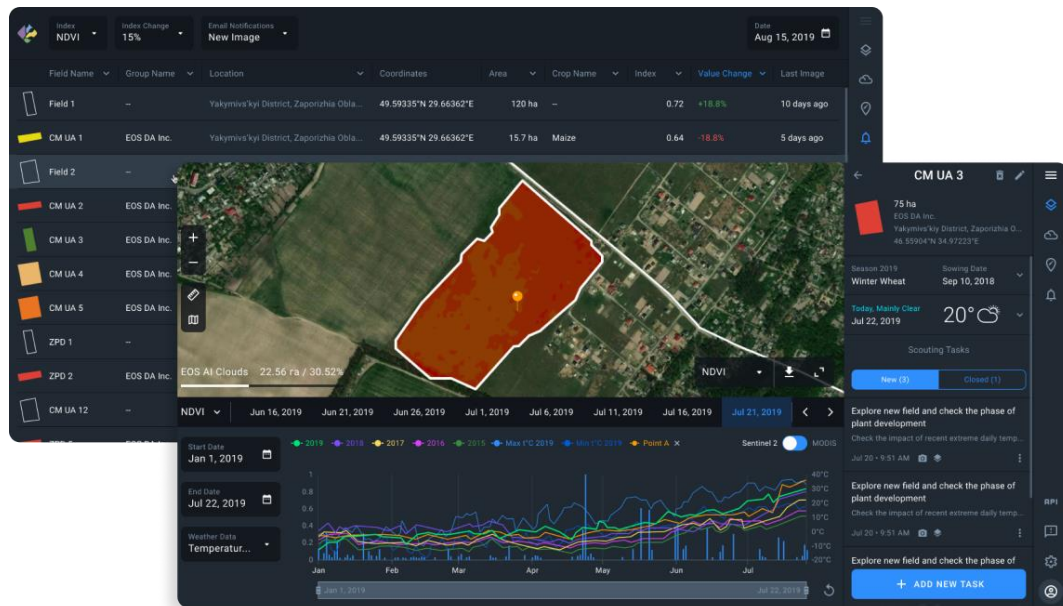 Index
NDVI
Index Change
15%
Email Notifications
New Image
Date
Aug 15, 2019
Field Name
Group Name
Location
Coordinates
Area
Crop Name
Index
Value Change
Last Image
Field 1
--
Yakymivs'kyi District, Zaporizhia Obla...
49.59335°N 29.66362°E
120 ha
--
0.72
+18.8%
10 days ago
CM UA 1
EOS DA Inc.
Yakymivs'kyi District, Zaporizhia Obla...
49.59335°N 29.66362°E
15.7 ha
Maize
0.64
-18.8%
5 days ago
Field 2
--
CM UA 2
EOS DA Inc.
CM UA 3
EOS DA Inc.
CM UA 4
EOS DA Inc.
CM UA 5
EOS DA Inc.
ZPD 1
--
ZPD 2
EOS DA Inc.
CM UA 12
--
EOS AI Clouds
22.56 ra / 30.52%
NDVI
NDVI
Jun 16, 2019
Jun 21, 2019
Jun 26, 2019
Jul 1, 2019
Jul 6, 2019
Jul 11, 2019
Jul 16, 2019
Jul 21, 2019
Start Date
Jan 1, 2019
End Date
Jul 22, 2019
Weather Data
Temperatur...
2019
2018
2017
2016
2015
Max t°C 2019
Min t°C 2019
Point A
Sentinel 2
MODIS
1
0.8
0.6
0.4
0.2
0
40°C
30°C
20°C
10°C
0°C
-10°C
-20°C
Jan
Feb
Mar
Apr
May
Jun
Jul
Jan 1, 2019
Jul 22, 2019
CM UA 3
75 ha
EOS DA Inc.
Yakymivs'kiy District, Zaporizhia O...
46.55904°N 34.97223°E
Season 2019
Winter Wheat
Sowing Date
Sep 10, 2018
Today, Mainly Clear
Jul 22, 2019
20°
Scouting Tasks
New (3)
Closed (1)
Explore new field and check the phase of
plant development
Check the impact of recent extreme daily temp...
Jul 20 • 9:51 AM
Explore new field and check the phase of
plant development
Check the impact of recent extreme daily temp...
Jul 20 • 9:51 AM
Explore new field and check the phase of
+ ADD NEW TASK
API